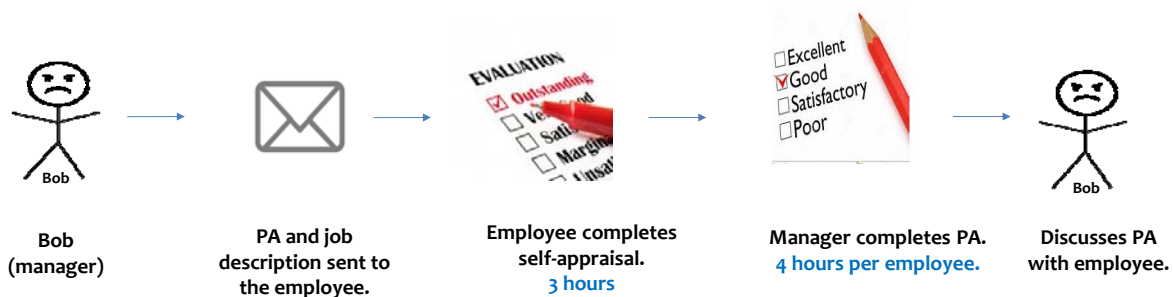 EVALUATION
Outstanding
Excellent
Good
Satisfactory
Poor
Bob
Bob
Bob
(manager)
PA and job
description sent to
the employee.
Employee completes
self-appraisal.
3 hours
Manager completes PA.
4 hours per employee.
Discusses PA
with employee.